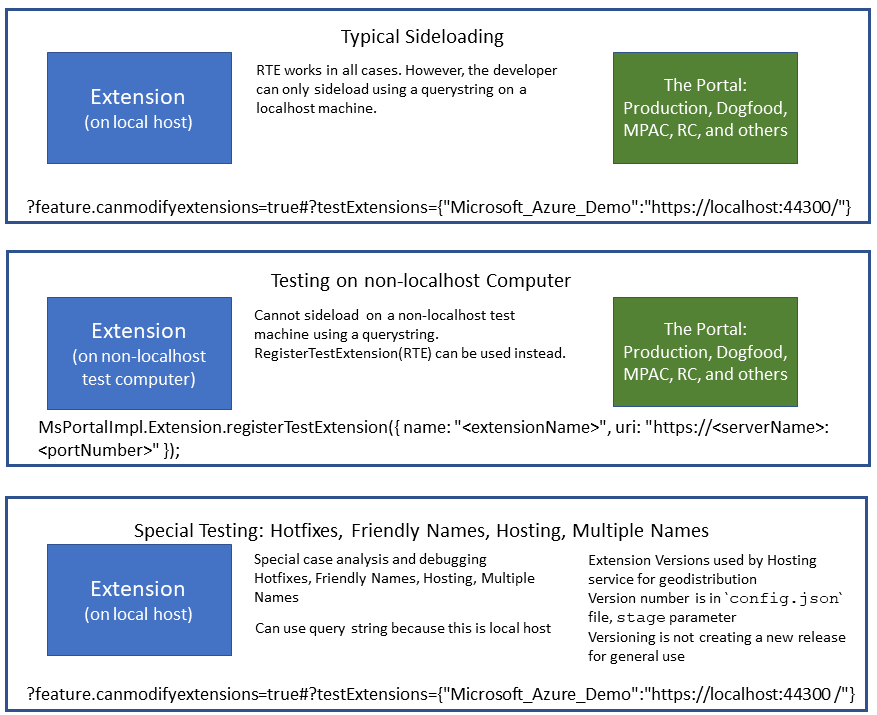 Typical Sideloading
Extension
(on local host)
RTE works in all cases. However, the developer
can only sideload using a querystring on a
localhost machine.
The Portal:
Production, Dogfood,
MPAC, RC, and others
?feature.canmodifyextensions=true#?testExtensions={"Microsoft_Azure_Demo":"https://localhost:44300/"}
Testing on non-localhost Computer
Extension
(on non-localhost
test computer)
Cannot sideload on a non-localhost test
machine using a querystring.
RegisterTestExtension(RTE) can be used instead.
The Portal:
Production, Dogfood,
MPAC, RC, and others
MsPortalImpl.Extension.registerTestExtension({ name: "<extensionName>", uri: "https://<serverName>:
<portNumber>" });
Special Testing: Hotfixes, Friendly Names, Hosting, Multiple Names
Extension
(on local host)
Special case analysis and debugging
Hotfixes, Friendly Names, Hosting, Multiple
Names
Can use query string because this is local host
Extension Versions used by Hosting
service for geodistribution
Version number is in `config.json`
file, stage parameter
Versioning is not creating a new release
for general use
?feature.canmodifyextensions=true#?testExtensions={"Microsoft_Azure_Demo":"https://localhost:44300 /"}